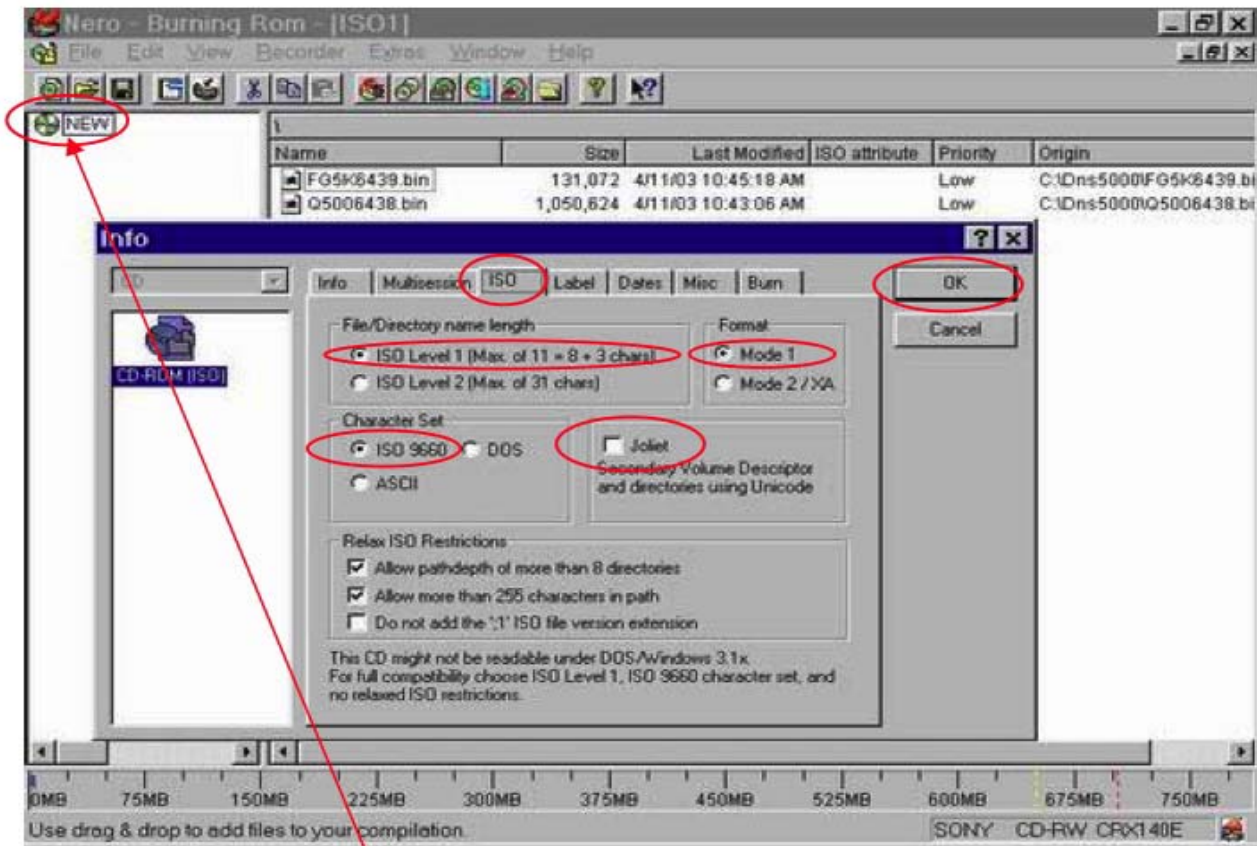 Nero - Burning Rom - [ISO1]
File Edit View Recorder Extras Window Help
NEW
\
Name Size Last Modified ISO attribute Priority Origin
FG5K6439.bin 131,072 4/11/03 10:45:18 AM Low C:\Dns5000\FG5K6439.bi
Q5006438.bin 1,050,624 4/11/03 10:43:06 AM Low C:\Dns5000\Q5006438.bi
Info
CD
Info Multisession ISO Label Dates Misc Burn
OK
Cancel
CD-ROM (ISO)
File/Directory name length
ISO Level 1 (Max. of 11 = 8 + 3 chars)
ISO Level 2 (Max. of 31 chars)
Format
Mode 1
Mode 2 / XA
Character Set
ISO 9660 DOS
ASCII
Joliet
Secondary Volume Descriptor
and directories using Unicode
Relax ISO Restrictions
Allow pathdepth of more than 8 directories
Allow more than 255 characters in path
Do not add the ';1' ISO file version extension
This CD might not be readable under DOS/Windows 3.1x.
For full compatibility choose ISO Level 1, ISO 9660 character set, and
no relaxed ISO restrictions.
0MB 75MB 150MB 225MB 300MB 375MB 450MB 525MB 600MB 675MB 750MB
Use drag & drop to add files to your compilation. SONY CD-RW CRX140E